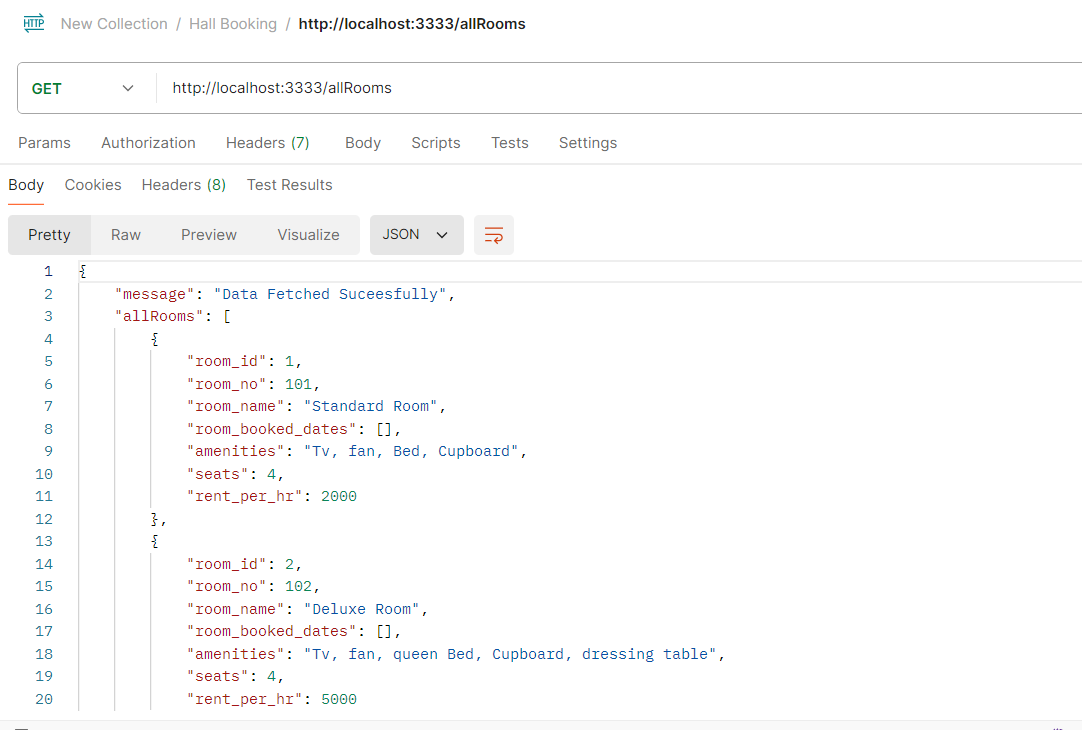 HTTP New Collection / Hall Booking / http://localhost:3333/allRooms
GET http://localhost:3333/allRooms
Params Authorization Headers (7) Body Scripts Tests Settings
Body Cookies Headers (8) Test Results
Pretty Raw Preview Visualize JSON
1 {
2 "message": "Data Fetched Suceesfully",
3 "allRooms": [
4 {
5 "room_id": 1,
6 "room_no": 101,
7 "room_name": "Standard Room",
8 "room_booked_dates": [],
9 "amenities": "Tv, fan, Bed, Cupboard",
10 "seats": 4,
11 "rent_per_hr": 2000
12 },
13 {
14 "room_id": 2,
15 "room_no": 102,
16 "room_name": "Deluxe Room",
17 "room_booked_dates": [],
18 "amenities": "Tv, fan, queen Bed, Cupboard, dressing table",
19 "seats": 4,
20 "rent_per_hr": 5000